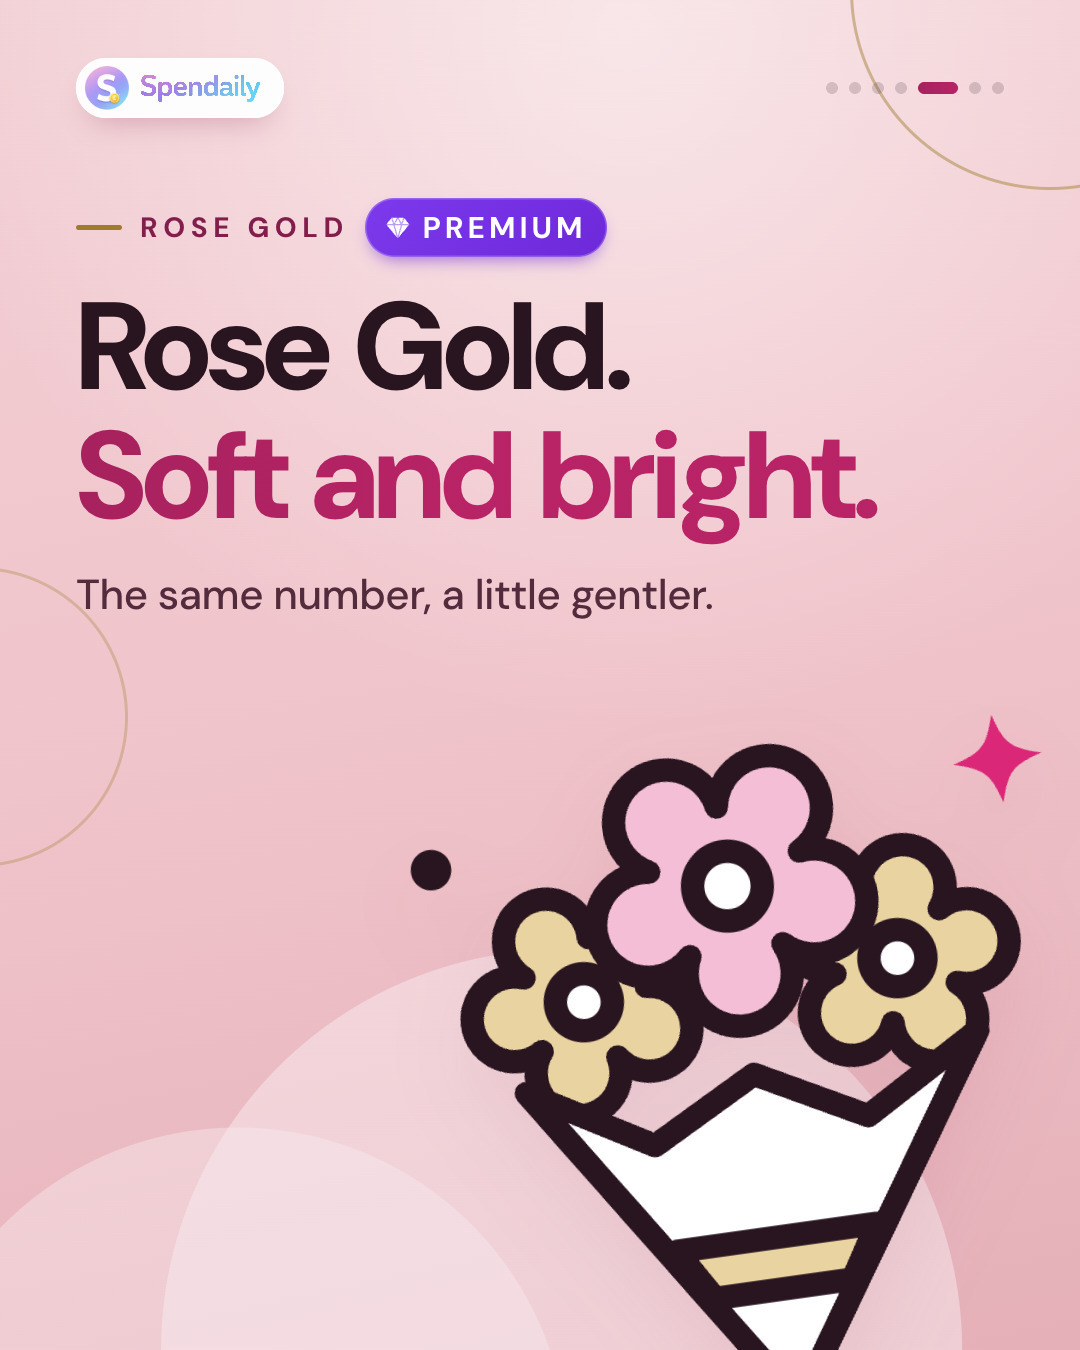 Spendaily
ROSE GOLD PREMIUM
Rose Gold.
Soft and bright.
The same number, a little gentler.